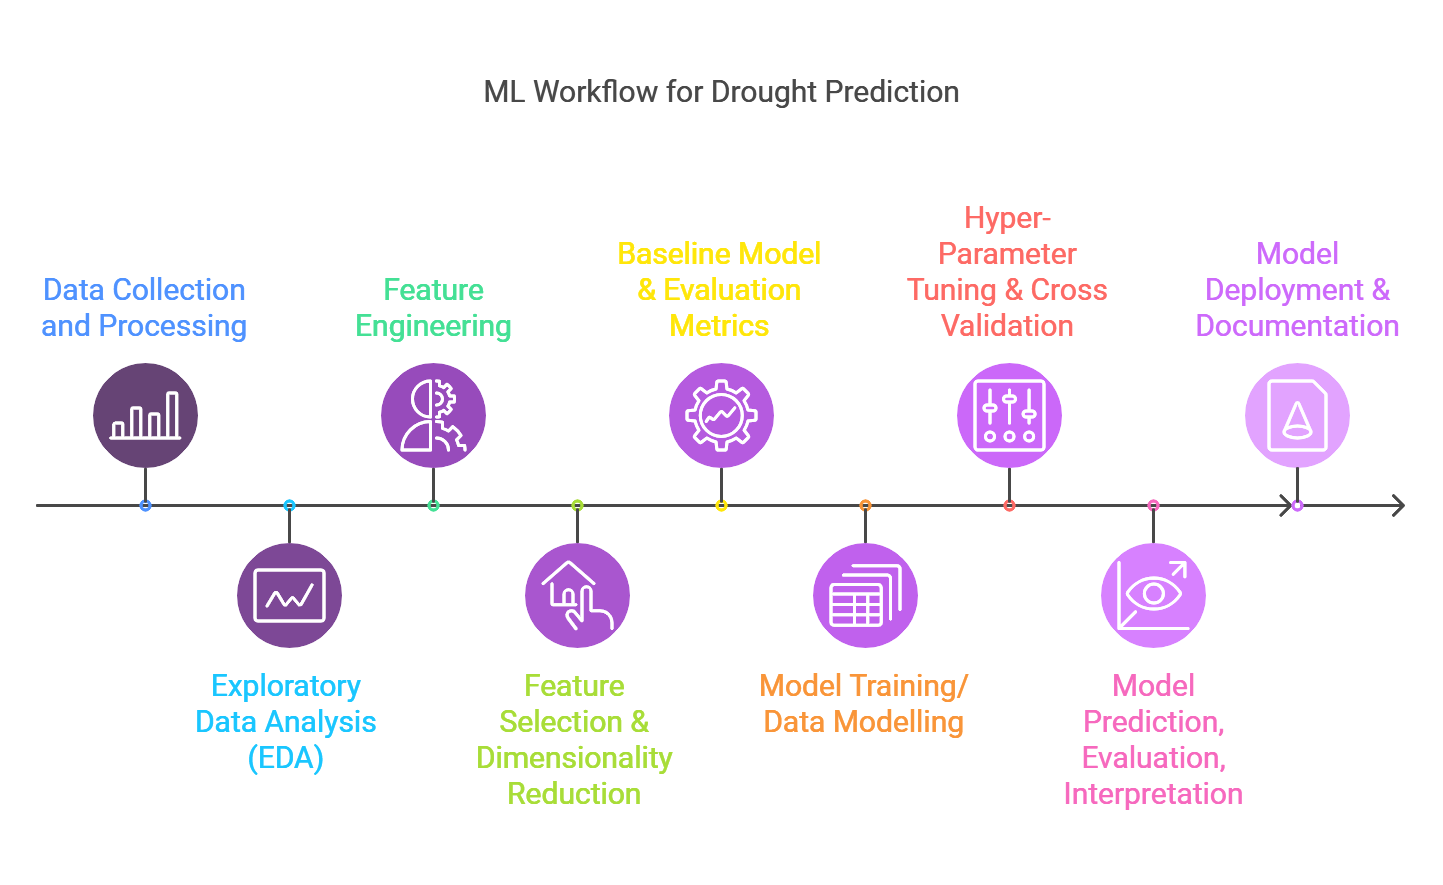 ML Workflow for Drought Prediction
Data Collection
and Processing
Exploratory
Data Analysis
(EDA)
Feature
Engineering
Feature
Selection &
Dimensionality
Reduction
Baseline Model
& Evaluation
Metrics
Model Training/
Data Modelling
Hyper-
Parameter
Tuning & Cross
Validation
Model
Prediction,
Evaluation,
Interpretation
Model
Deployment &
Documentation